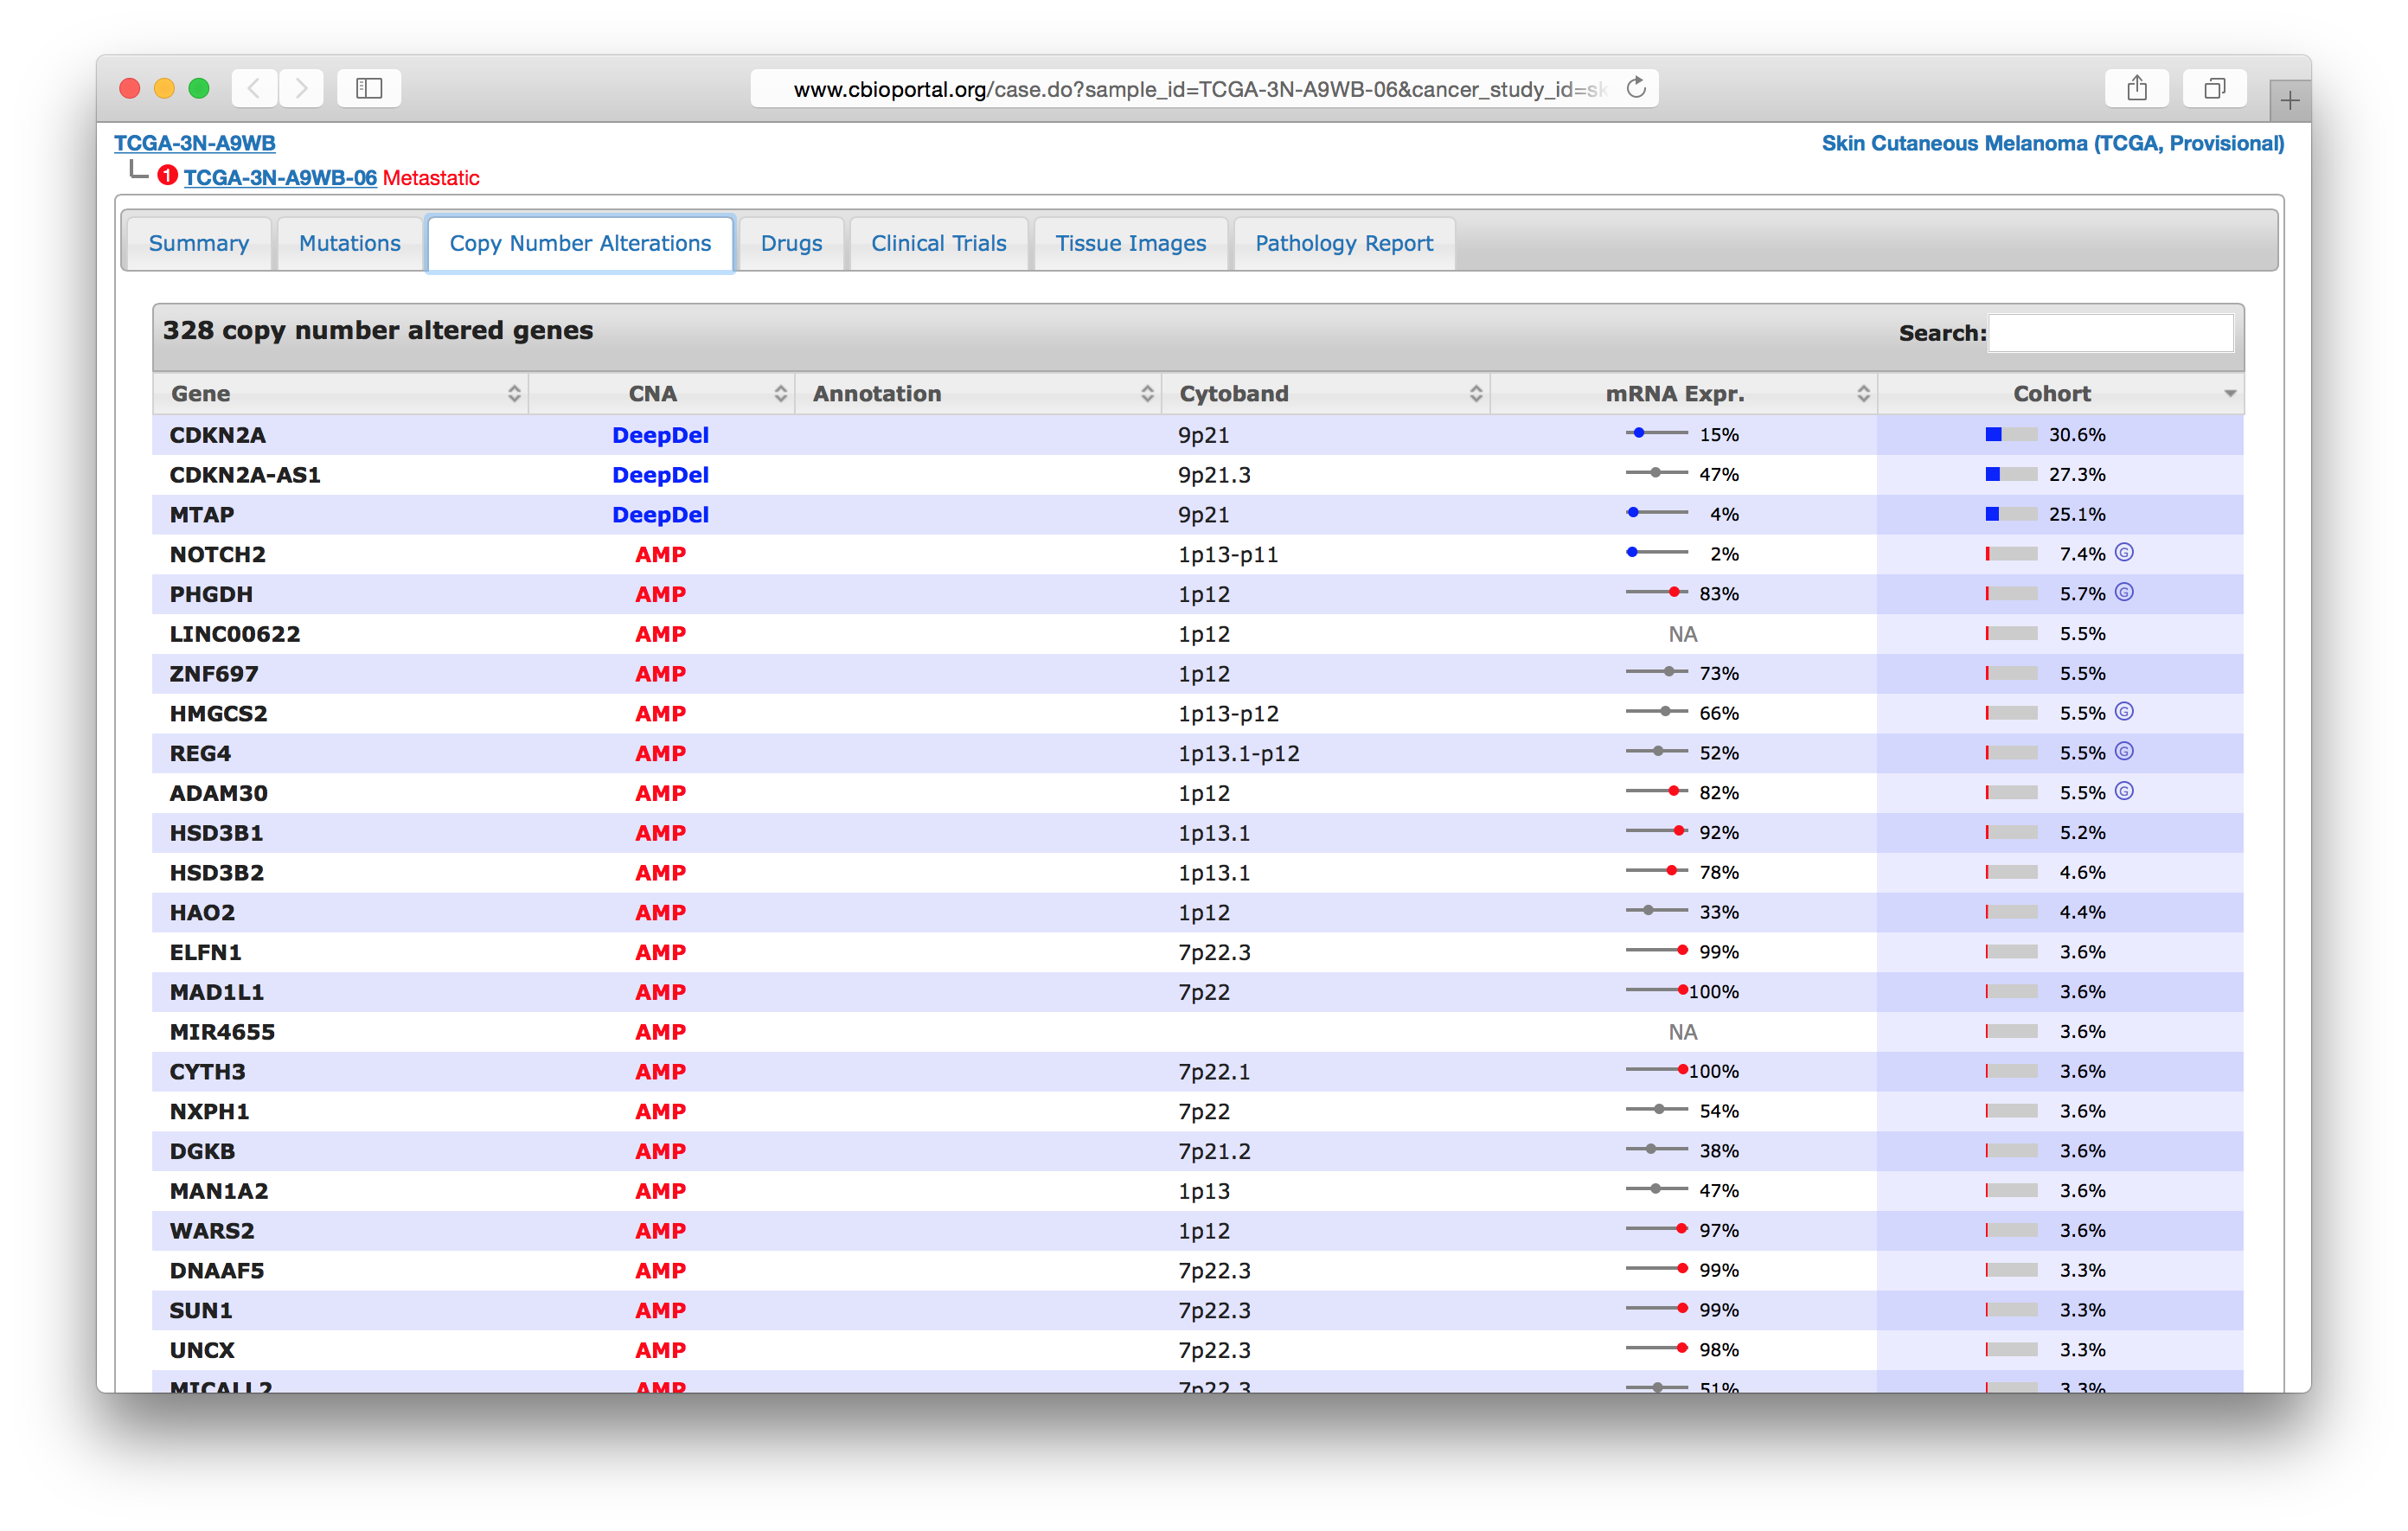 www.cbioportal.org/case.do?sample_id=TCGA-3N-A9WB-06&cancer_study_id=sk
TCGA-3N-A9WB
Skin Cutaneous Melanoma (TCGA, Provisional)
1 TCGA-3N-A9WB-06 Metastatic
Summary Mutations Copy Number Alterations Drugs Clinical Trials Tissue Images Pathology Report
328 copy number altered genes Search:
Gene CNA Annotation Cytoband mRNA Expr. Cohort
CDKN2A DeepDel 9p21 15% 30.6%
CDKN2A-AS1 DeepDel 9p21.3 47% 27.3%
MTAP DeepDel 9p21 4% 25.1%
NOTCH2 AMP 1p13-p11 2% 7.4% G
PHGDH AMP 1p12 83% 5.7% G
LINC00622 AMP 1p12 NA 5.5%
ZNF697 AMP 1p12 73% 5.5%
HMGCS2 AMP 1p13-p12 66% 5.5% G
REG4 AMP 1p13.1-p12 52% 5.5% G
ADAM30 AMP 1p12 82% 5.5% G
HSD3B1 AMP 1p13.1 92% 5.2%
HSD3B2 AMP 1p13.1 78% 4.6%
HAO2 AMP 1p12 33% 4.4%
ELFN1 AMP 7p22.3 99% 3.6%
MAD1L1 AMP 7p22 100% 3.6%
MIR4655 AMP NA 3.6%
CYTH3 AMP 7p22.1 100% 3.6%
NXPH1 AMP 7p22 54% 3.6%
DGKB AMP 7p21.2 38% 3.6%
MAN1A2 AMP 1p13 47% 3.6%
WARS2 AMP 1p12 97% 3.6%
DNAAF5 AMP 7p22.3 99% 3.3%
SUN1 AMP 7p22.3 99% 3.3%
UNCX AMP 7p22.3 98% 3.3%
MICALL2 AMP 7p22.3 51% 3.3%